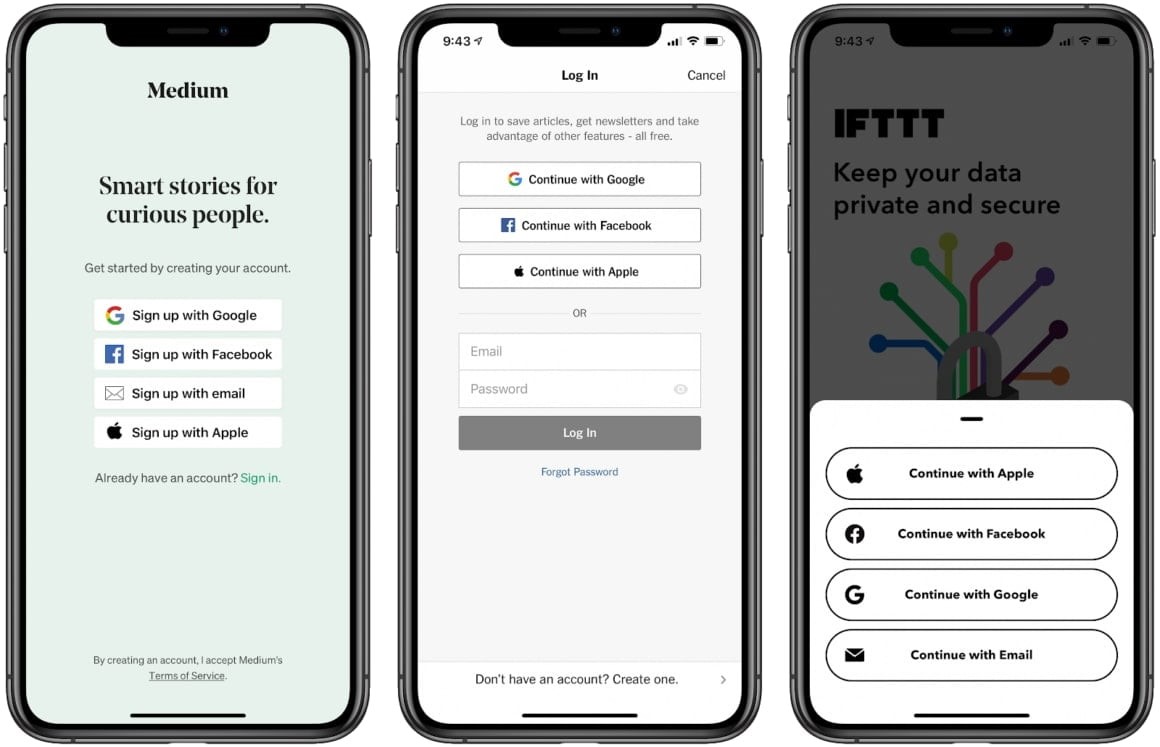 Medium
Smart stories for
curious people.
Get started by creating your account.
Sign up with Google
Sign up with Facebook
Sign up with email
Sign up with Apple
Already have an account? Sign in.
By creating an account, I accept Medium's
Terms of Service.
9:43
Log In
Cancel
Log in to save articles, get newsletters and take
advantage of other features - all free.
Continue with Google
Continue with Facebook
Continue with Apple
OR
Email
Password
Log In
Forgot Password
Don't have an account? Create one.
9:43
IFTTT
Keep your data
private and secure
Continue with Apple
Continue with Facebook
Continue with Google
Continue with Email